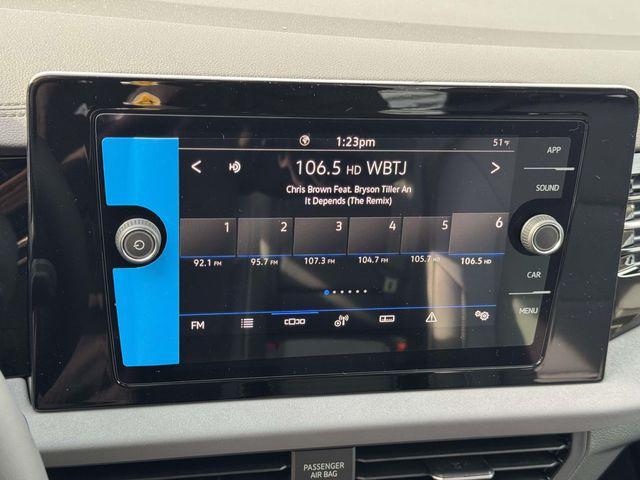 1:23pm
51°F
APP
106.5 HD WBTJ
SOUND
Chris Brown Feat. Bryson Tiller An
It Depends (The Remix)
1 2 3 4 5 6
92.1 FM 95.7 FM 107.3 FM 104.7 FM 105.7 HD 106.5 HD
CAR
MENU
FM
PASSENGER
AIR BAG